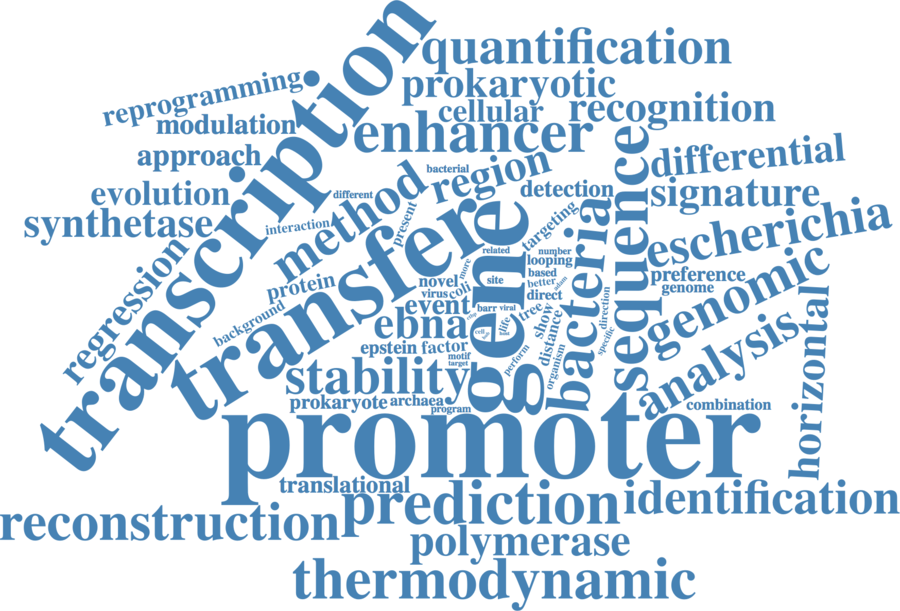 transcription
quantification
prokaryotic
reprogramming
cellular
recognition
modulation
enhancer
approach
differential
region
bacterial
method
detection
signature
evolution
different
synthetase
sequence
escherichia
interaction
present
transfere
targeting
gene
bacteria
related
number
regression
looping
genomic
more
based
preference
protein
novel
site
better
genome
coli
virus
direct
event
barr
viral
tree
direction
background
ebna
life
show
cell
specific
distance
epstein
factor
analysis
horizontal
motif
perform
target
organism
stability
prokaryote
archaea
program
combination
promoter
translational
prediction
identification
reconstruction
polymerase
thermodynamic